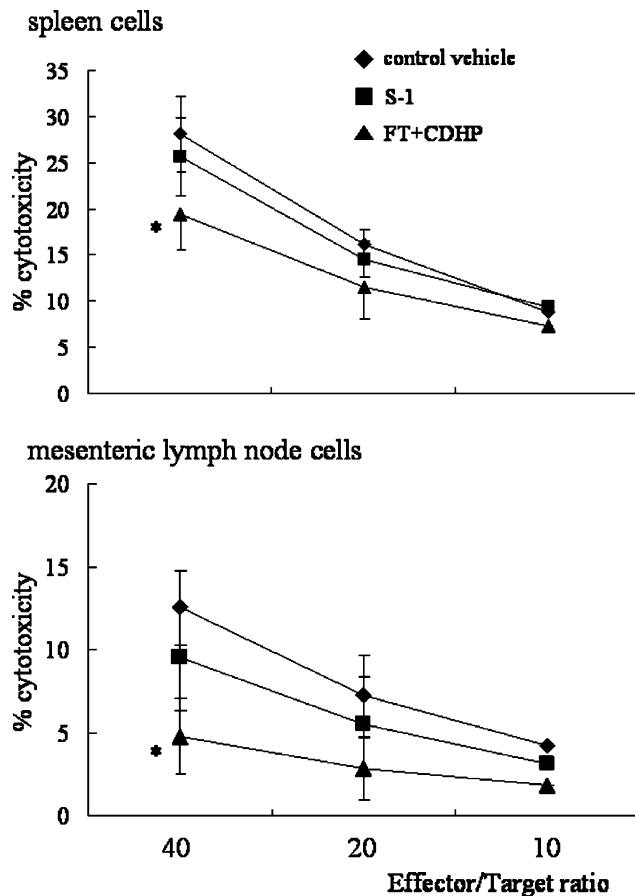 spleen cells
control vehicle
S-1
FT+CDHP
% cytotoxicity
35
30
25
20
15
10
5
0
*
mesenteric lymph node cells
% cytotoxicity
20
15
10
5
0
*
40 20 10
Effector/Target ratio